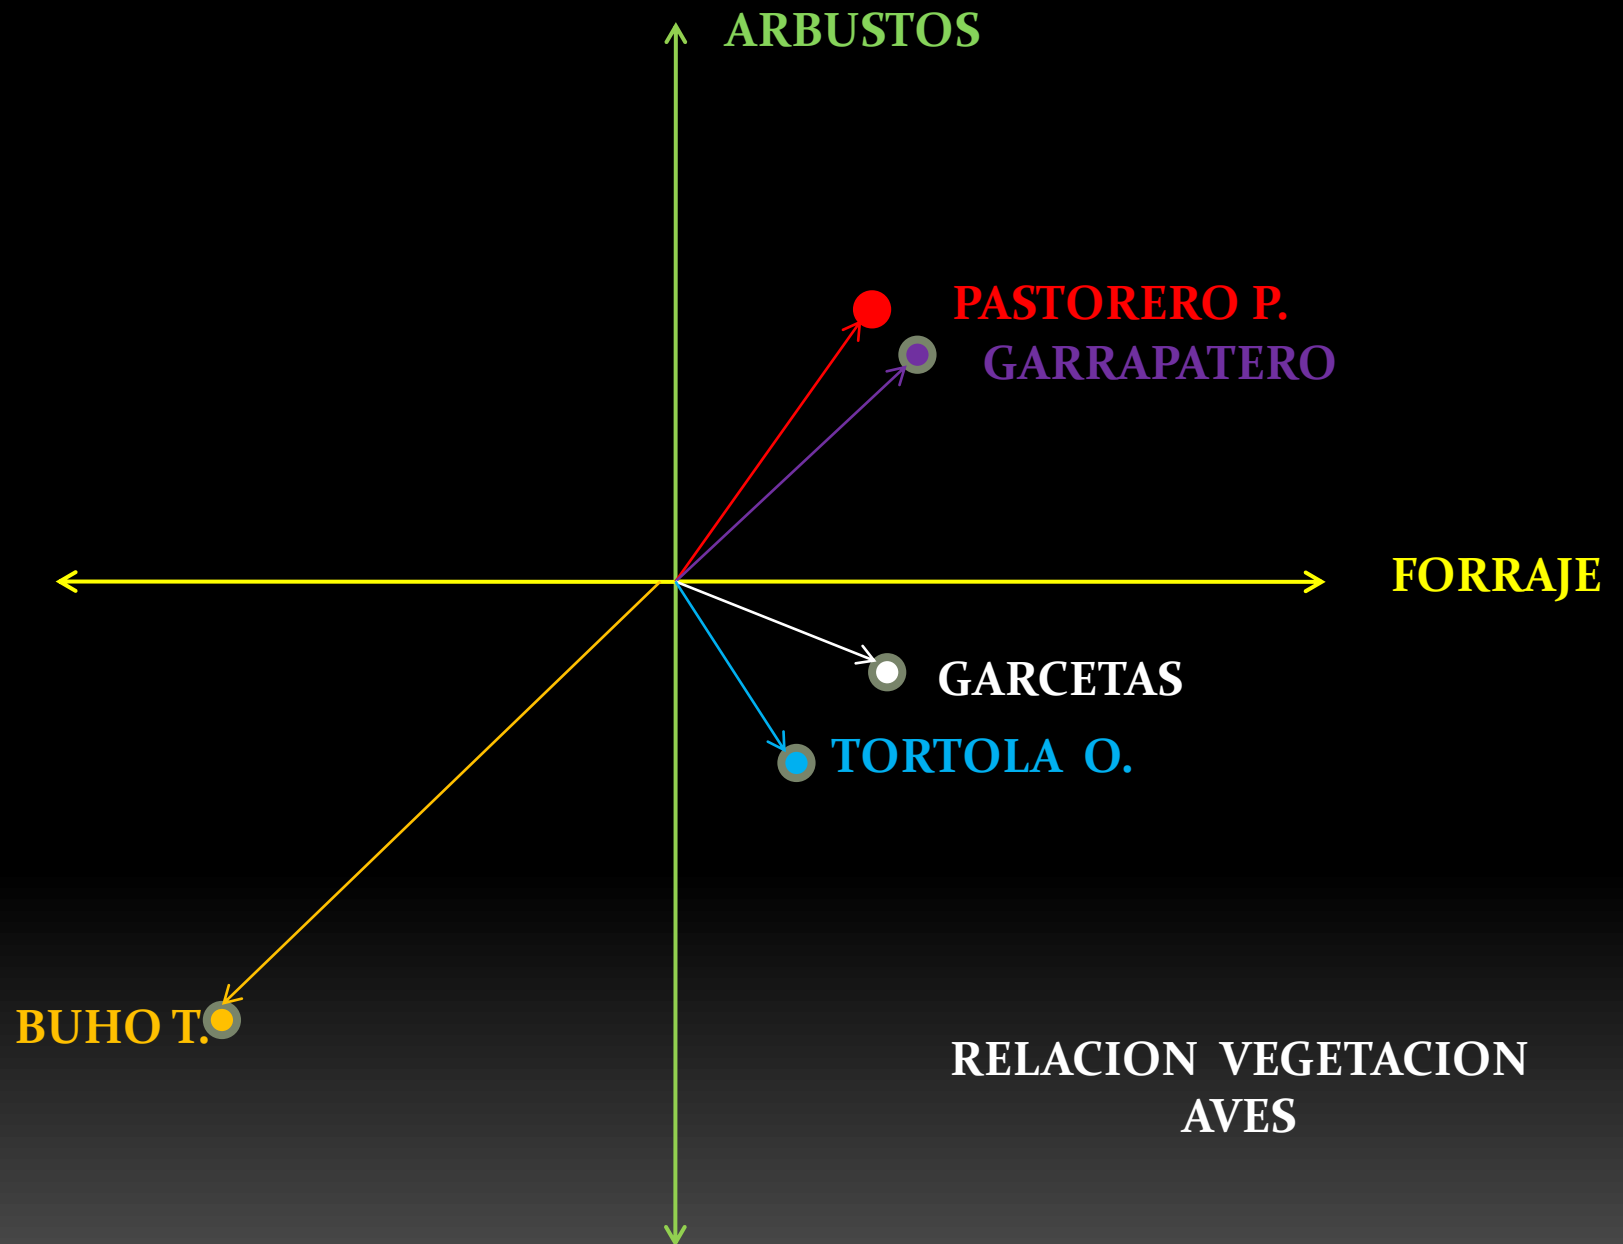 ARBUSTOS
PASTORERO P.
GARRAPATERO
FORRAJE
GARCETAS
TORTOLA O.
BUHO T.
RELACION VEGETACION
AVES